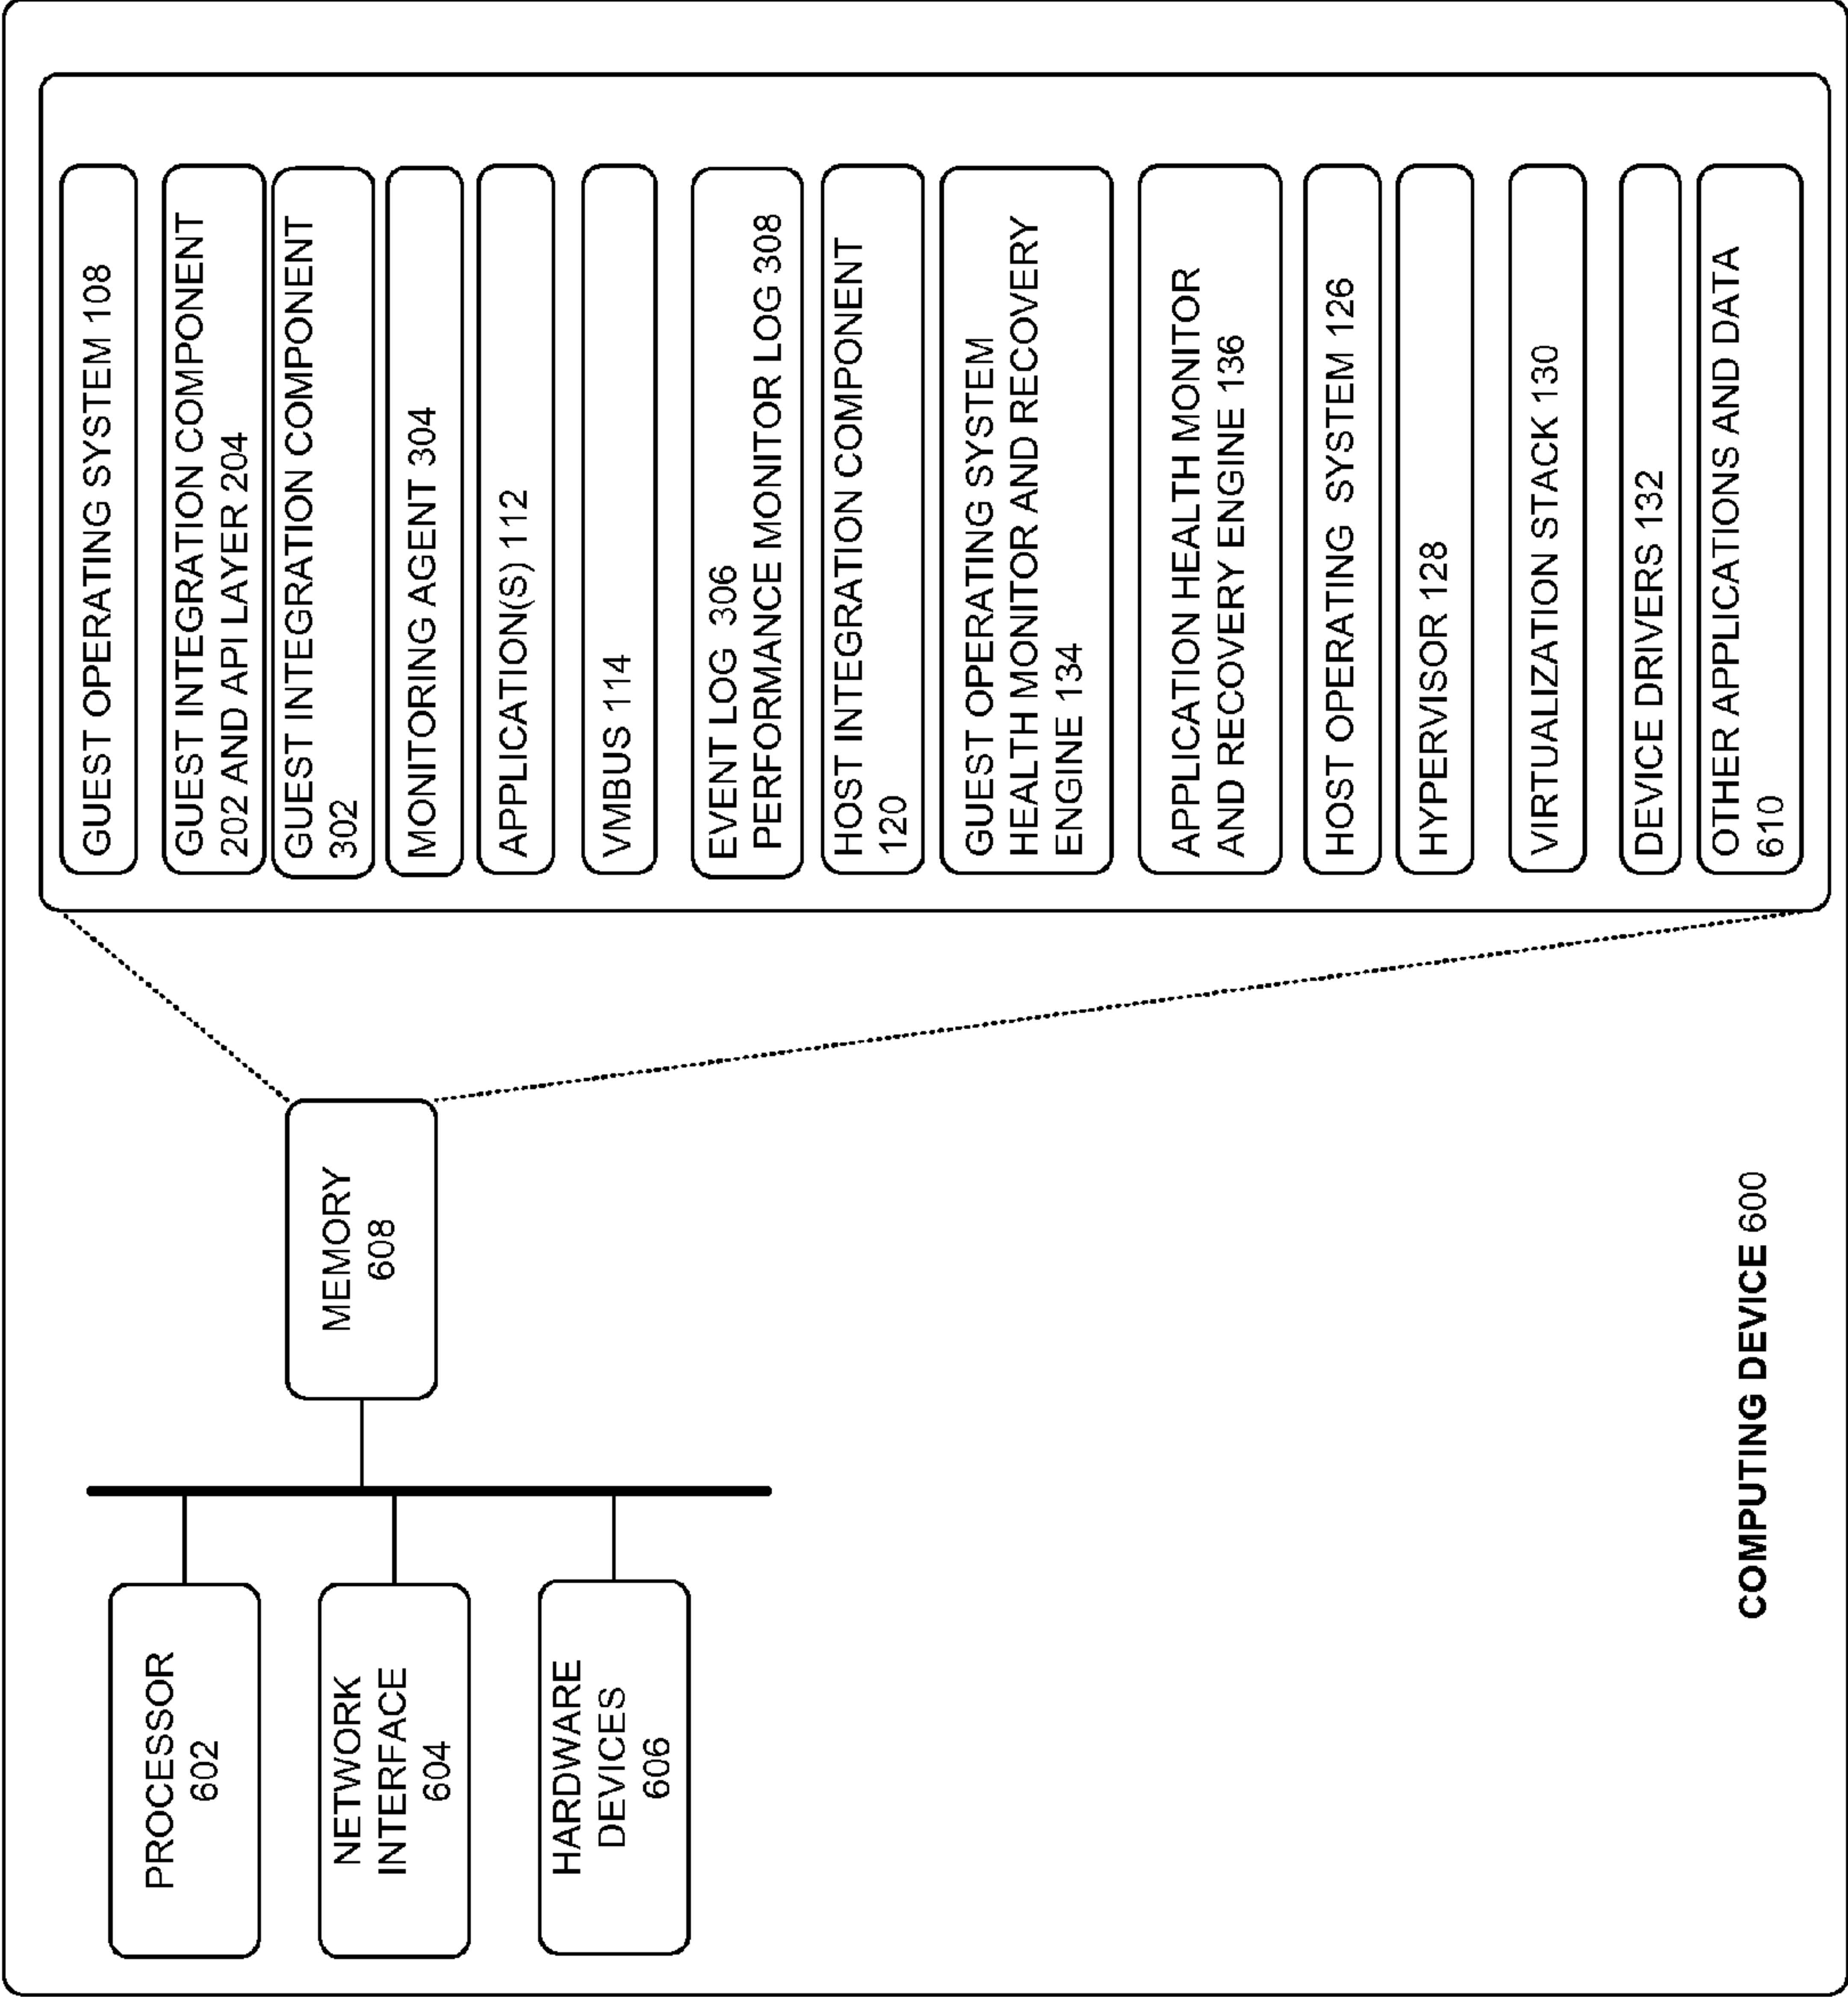 PROCESSOR
602
NETWORK
INTERFACE
604
HARDWARE
DEVICES
606
MEMORY
608
GUEST OPERATING SYSTEM 108
GUEST INTEGRATION COMPONENT
202 AND API LAYER 204
GUEST INTEGRATION COMPONENT
302
MONITORING AGENT 304
APPLICATION(S) 112
VMBUS 114
EVENT LOG 306
PERFORMANCE MONITOR LOG 308
HOST INTEGRATION COMPONENT
120
GUEST OPERATING SYSTEM
HEALTH MONITOR AND RECOVERY
ENGINE 134
APPLICATION HEALTH MONITOR
AND RECOVERY ENGINE 136
HOST OPERATING SYSTEM 126
HYPERVISOR 128
VIRTUALIZATION STACK 130
DEVICE DRIVERS 132
OTHER APPLICATIONS AND DATA
610
COMPUTING DEVICE 600